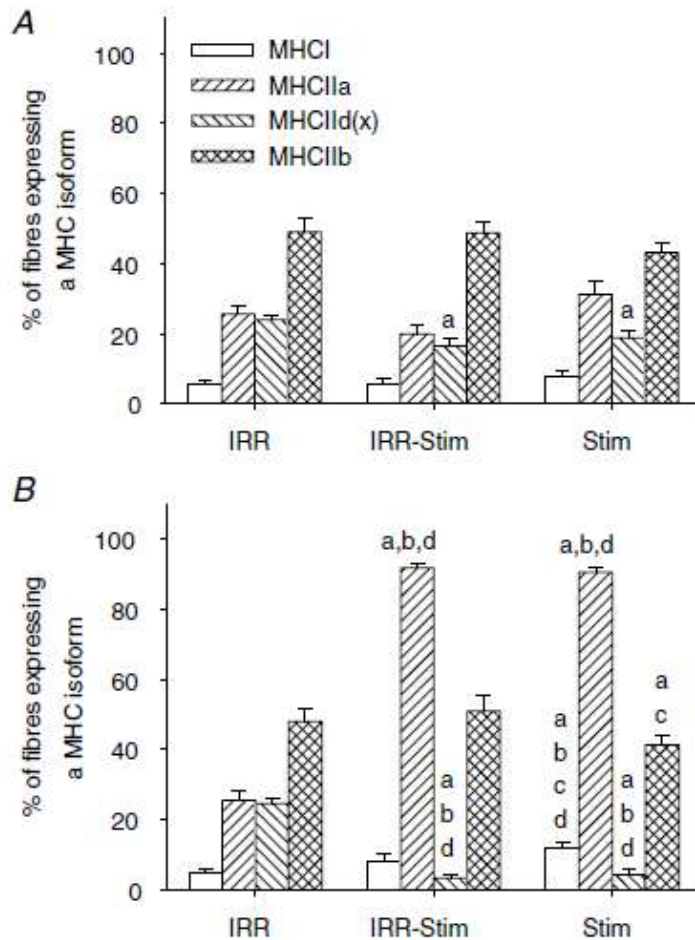 A
% of fibres expressing
a MHC isoform
100
80
60
40
20
0
MHCI
MHCIIa
MHCIId(x)
MHCIIb
a
a
IRR
IRR-Stim
Stim
B
% of fibres expressing
a MHC isoform
100
80
60
40
20
0
a,b,d
a
b
d
a
b
c
d
a,b,d
a
b
d
a
c
IRR
IRR-Stim
Stim